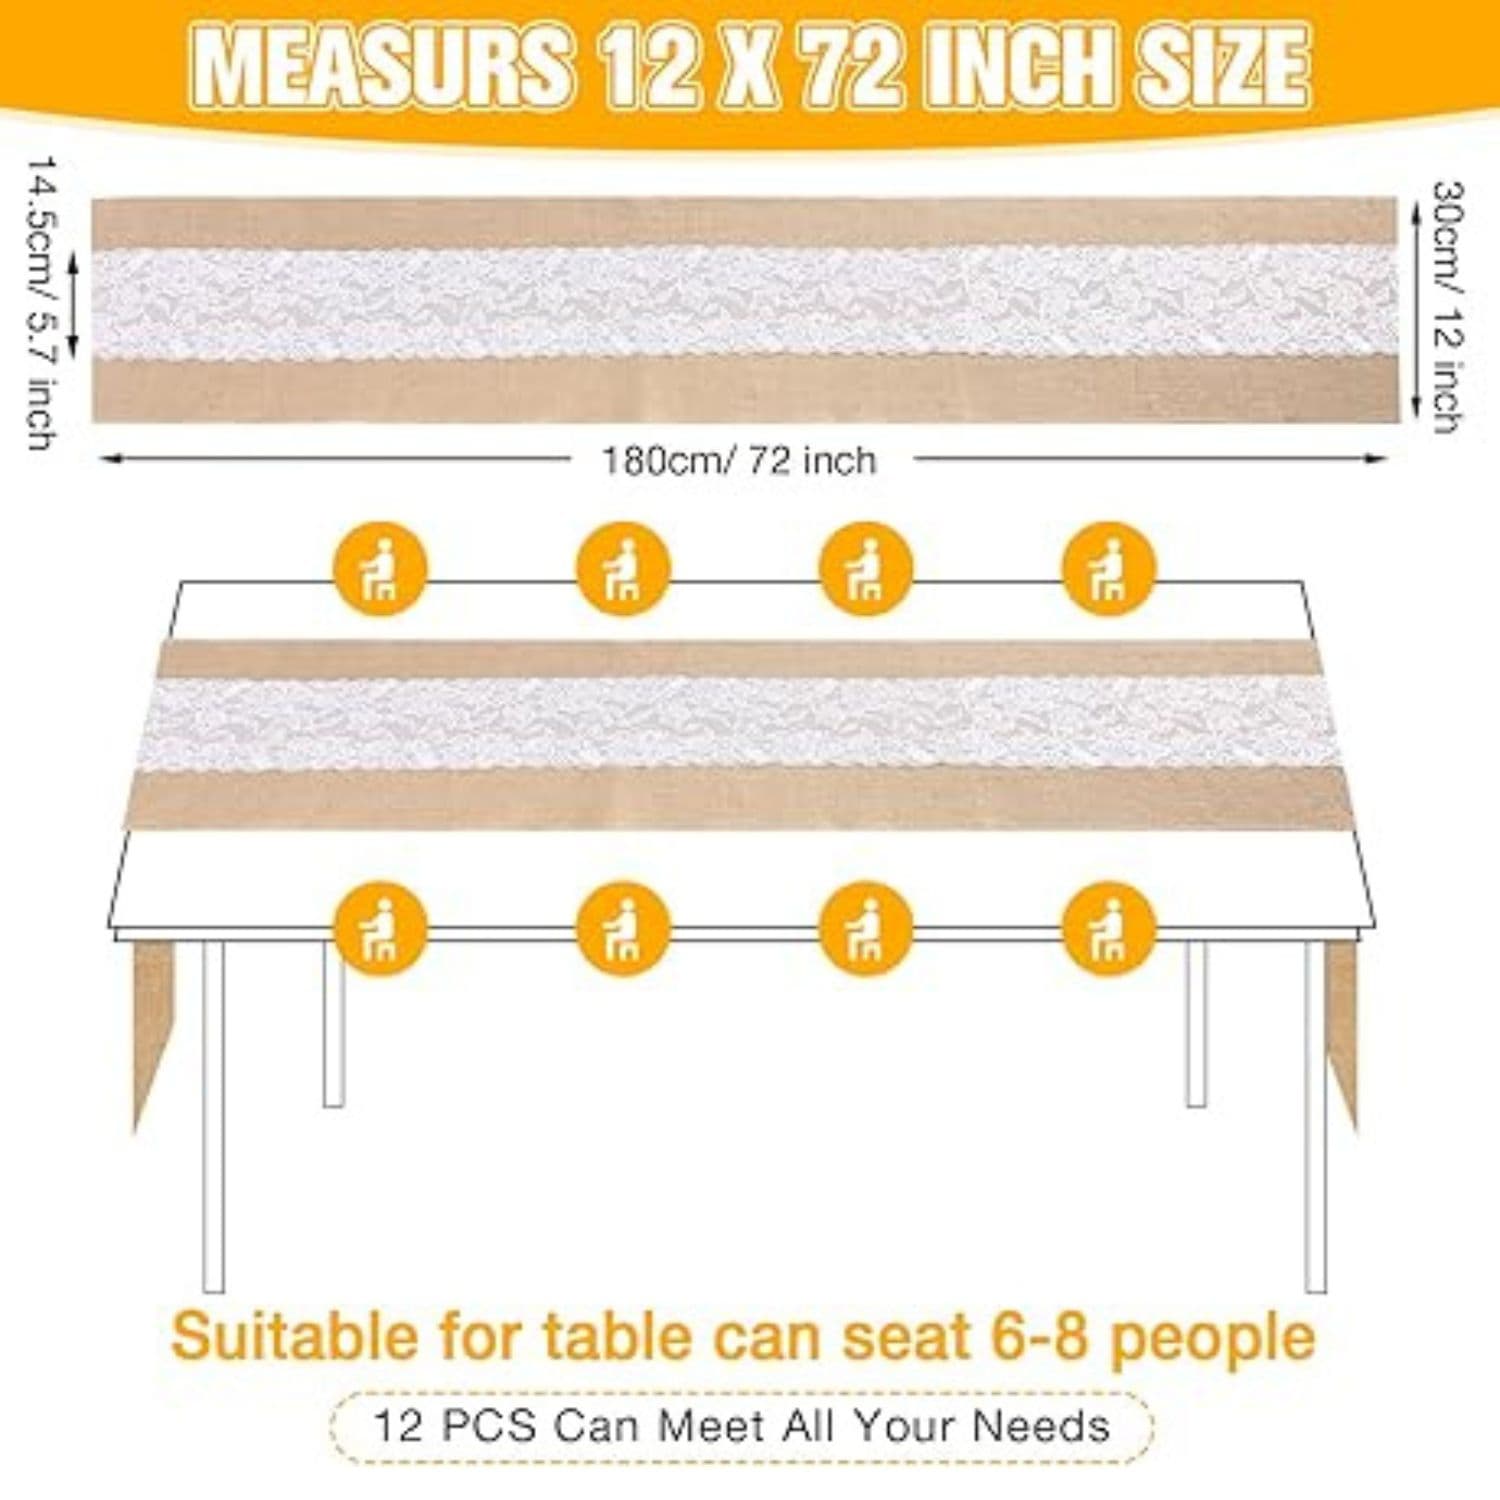 MEASURS 12 X 72 INCH SIZE
14.5cm/ 5.7 inch
30cm/ 12 inch
180cm/ 72 inch
Suitable for table can seat 6-8 people
12 PCS Can Meet All Your Needs